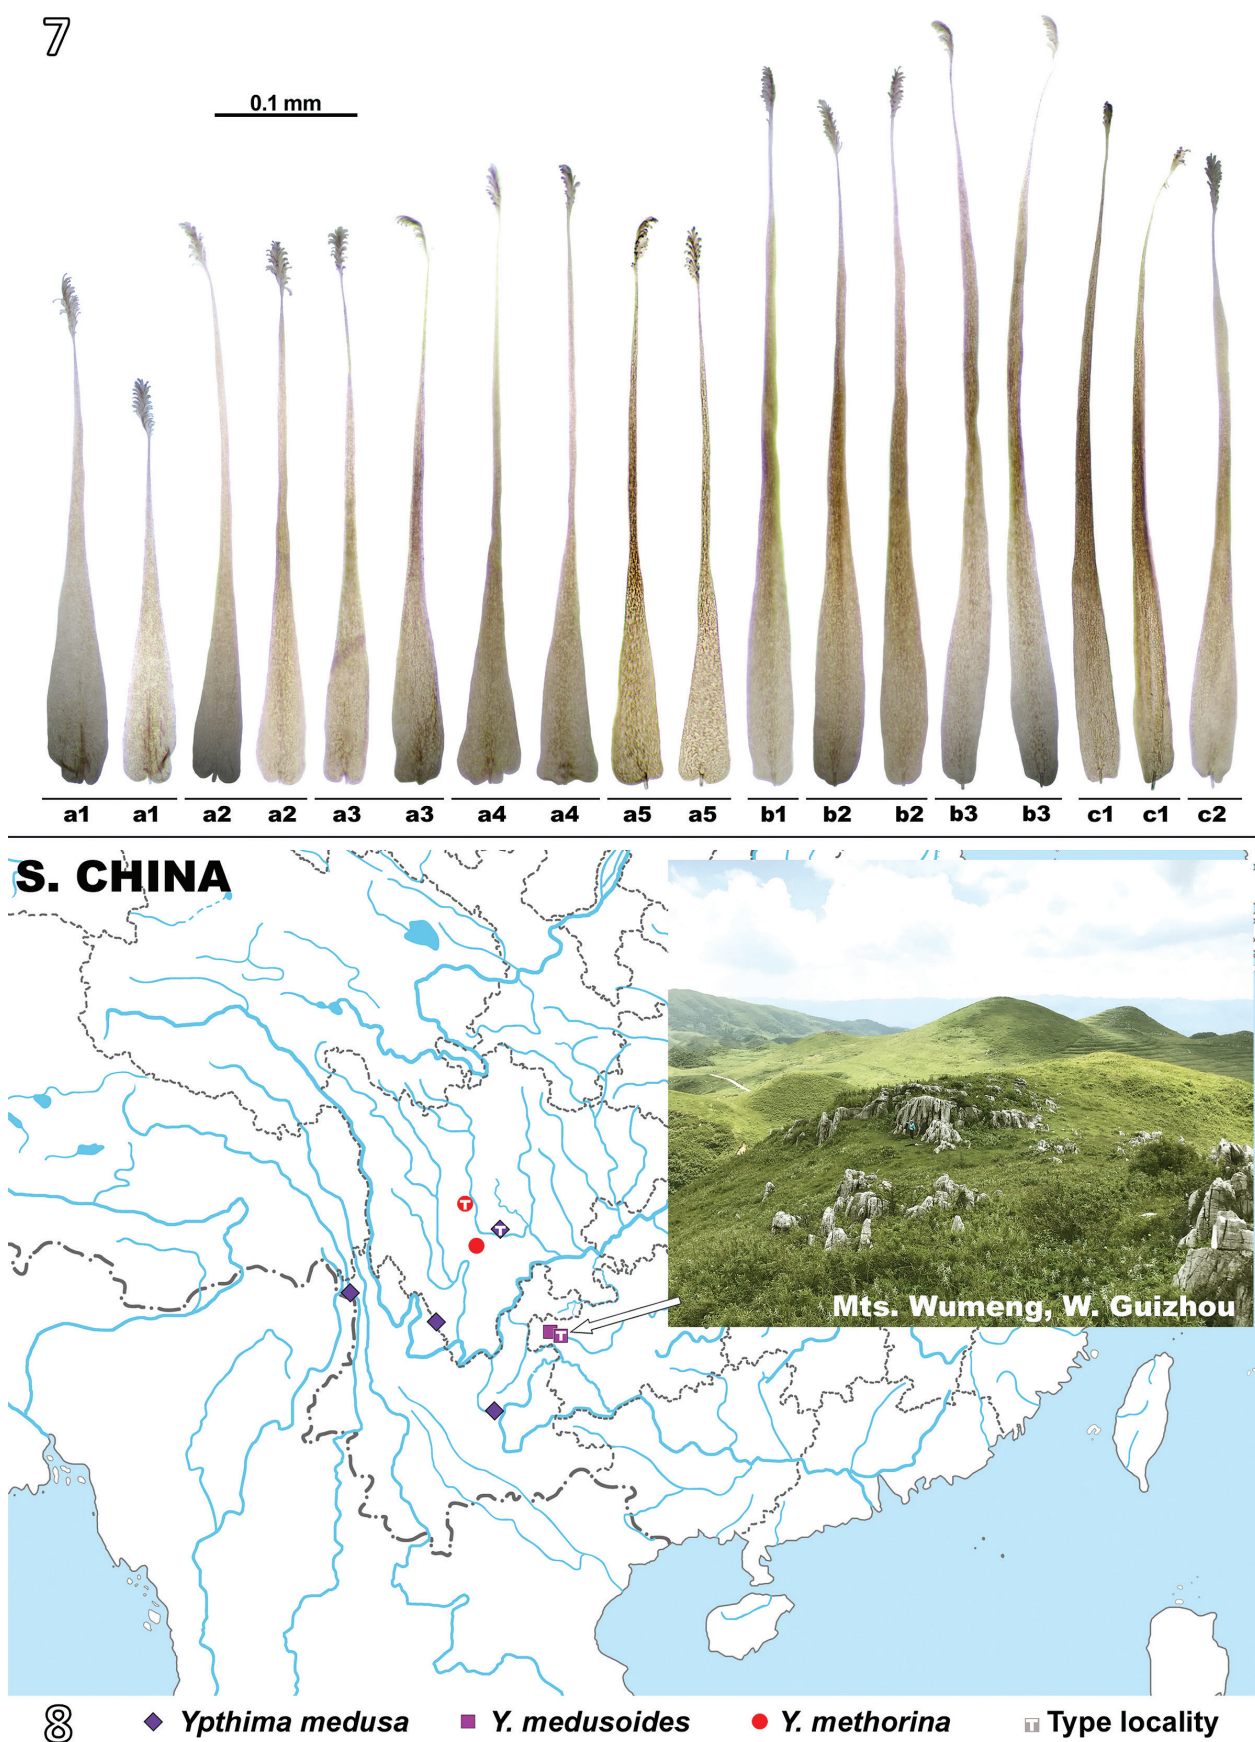 7
0.1 mm
a1 a1 a2 a2 a3 a3 a4 a4 a5 a5 b1 b2 b2 b3 b3 c1 c1 c2
S. CHINA
T
T
T
Mts. Wumeng, W. Guizhou
8 Ypthima medusa Y. medusoides Y. methorina T Type locality